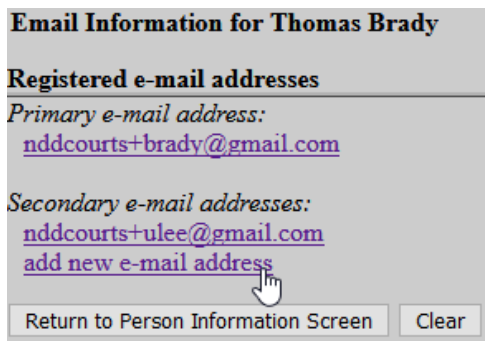 Email Information for Thomas Brady
Registered e-mail addresses
Primary e-mail address:
nddcourts+brady@gmail.com
Secondary e-mail addresses:
nddcourts+ulee@gmail.com
add new e-mail address
Return to Person Information Screen Clear